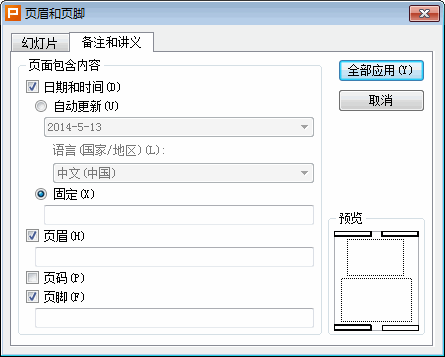 页眉和页脚
幻灯片 备注和讲义
页面包含内容
日期和时间(D)
自动更新(U)
2014-5-13
语言(国家/地区)(L):
中文(中国)
固定(X)
页眉(H)
页码(P)
页脚(F)
全部应用(Y)
取消
预览